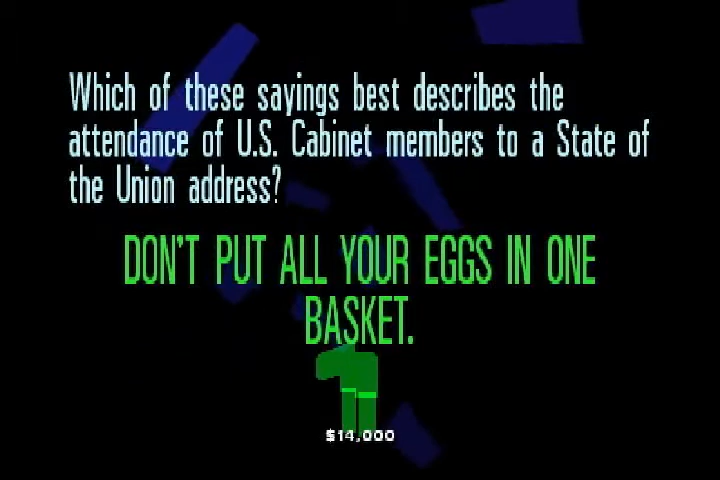 Which of these sayings best describes the
attendance of U.S. Cabinet members to a State of
the Union address?
DON'T PUT ALL YOUR EGGS IN ONE
BASKET.
$14,000